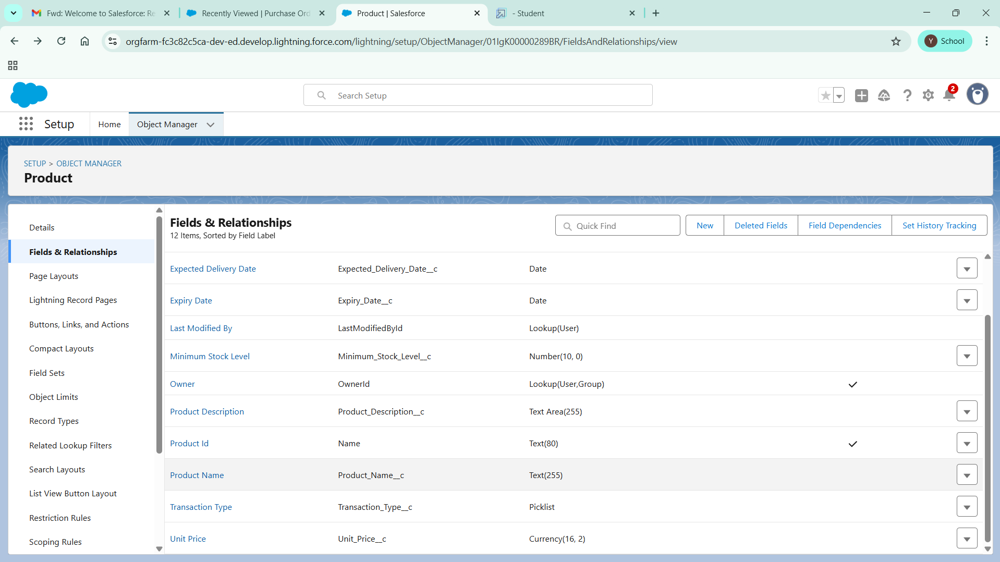 Fwd: Welcome to Salesforce: Re
Recently Viewed | Purchase Ord
Product | Salesforce
- Student
orgfarm-fc3c82c5ca-dev-ed.develop.lightning.force.com/lightning/setup/ObjectManager/01IgK00000289BR/FieldsAndRelationships/view
Y School
Search Setup
2
Setup
Home
Object Manager
SETUP > OBJECT MANAGER
Product
Details
Fields & Relationships
Page Layouts
Lightning Record Pages
Buttons, Links, and Actions
Compact Layouts
Field Sets
Object Limits
Record Types
Related Lookup Filters
Search Layouts
List View Button Layout
Restriction Rules
Scoping Rules
Fields & Relationships
12 Items, Sorted by Field Label
Quick Find
New
Deleted Fields
Field Dependencies
Set History Tracking
Expected Delivery Date Expected_Delivery_Date__c Date
Expiry Date Expiry_Date__c Date
Last Modified By LastModifiedById Lookup(User)
Minimum Stock Level Minimum_Stock_Level__c Number(10, 0)
Owner OwnerId Lookup(User,Group)
Product Description Product_Description__c Text Area(255)
Product Id Name Text(80)
Product Name Product_Name__c Text(255)
Transaction Type Transaction_Type__c Picklist
Unit Price Unit_Price__c Currency(16, 2)